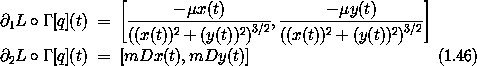 ∂₁L ∘ Γ[q](t) = [ −μx(t) / ((x(t))² + (y(t))²)^{3/2}, −μy(t) / ((x(t))² + (y(t))²)^{3/2} ]
∂₂L ∘ Γ[q](t) = [mDx(t), mDy(t)] (1.46)